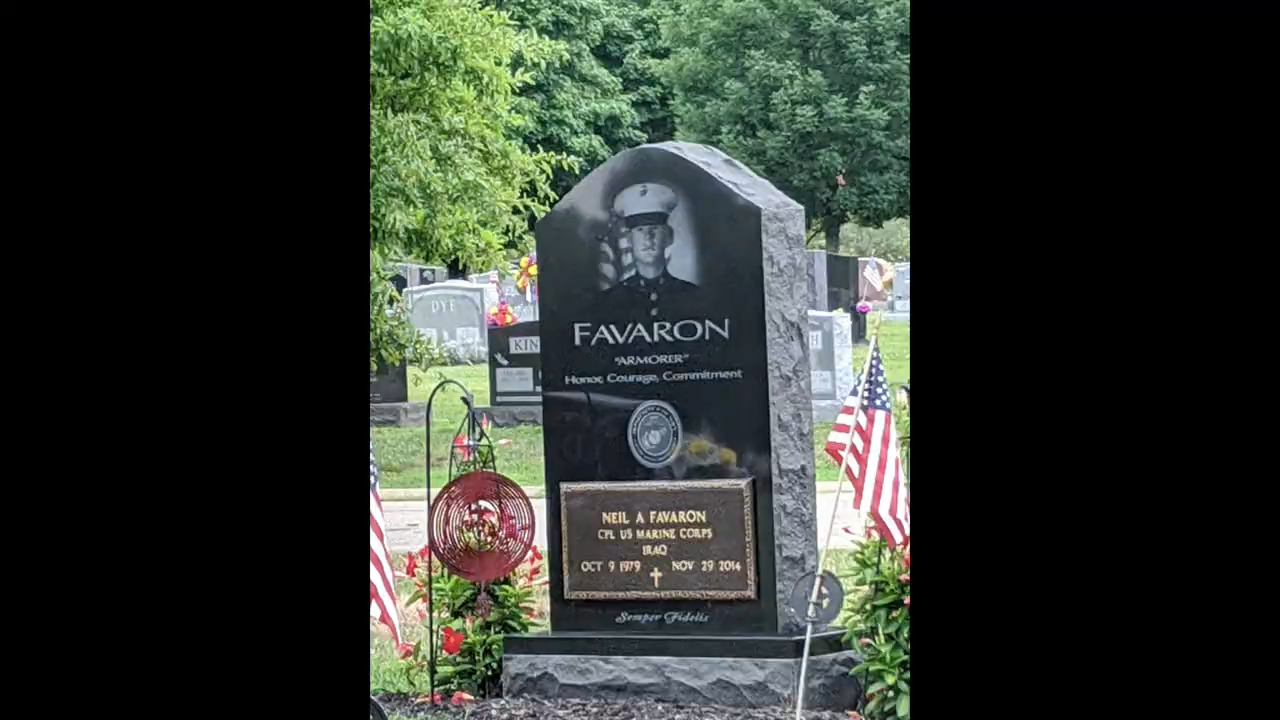 FAVARON
"ARMORER"
Honor, Courage, Commitment
NEIL A FAVARON
CPL US MARINE CORPS
IRAQ
OCT 9 1979 NOV 29 2014
Semper Fidelis
DYE
KIN
H